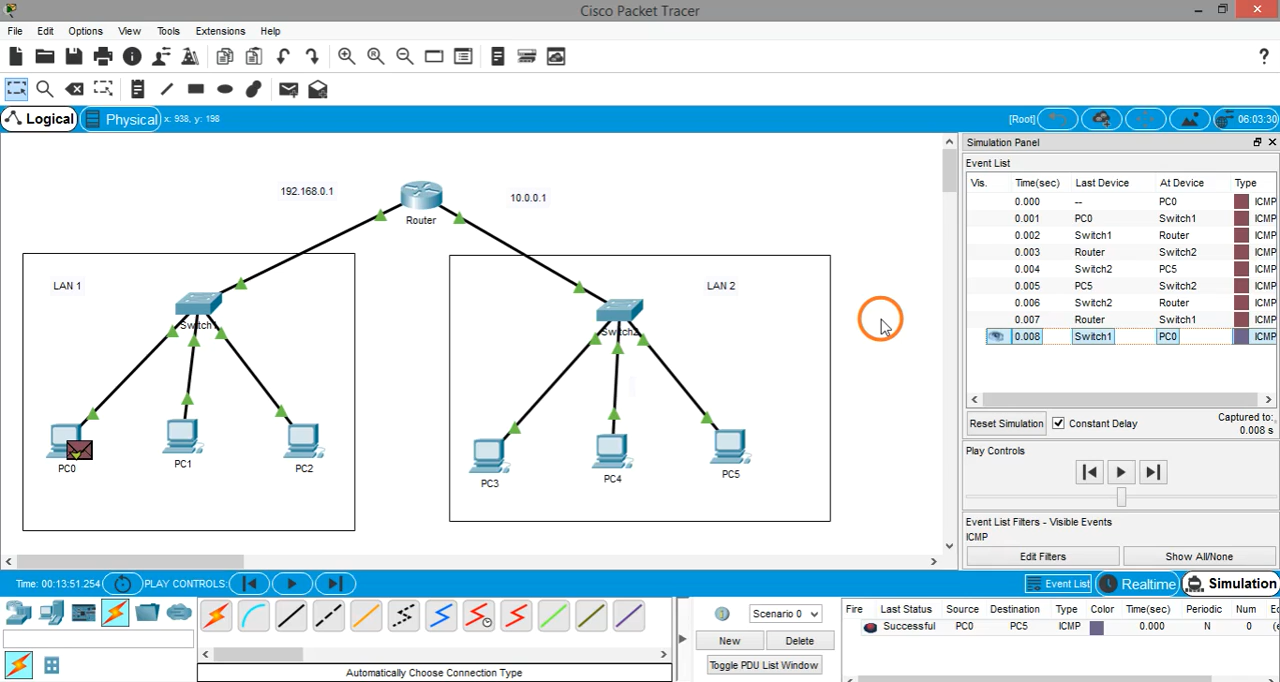 Cisco Packet Tracer
File Edit Options View Tools Extensions Help
?
Logical Physical x: 938, y: 198 [Root] 06:03:30
Simulation Panel
Event List
Vis. Time(sec) Last Device At Device Type
0.000 -- PC0 ICMP
0.001 PC0 Switch1 ICMP
0.002 Switch1 Router ICMP
0.003 Router Switch2 ICMP
0.004 Switch2 PC5 ICMP
0.005 PC5 Switch2 ICMP
0.006 Switch2 Router ICMP
0.007 Router Switch1 ICMP
0.008 Switch1 PC0 ICMP
Reset Simulation Constant Delay Captured to:
0.008 s
Play Controls
Event List Filters - Visible Events
ICMP
Edit Filters Show All/None
192.168.0.1
10.0.0.1
Router
LAN 1
LAN 2
Switch1
Switch2
PC0
PC1
PC2
PC3
PC4
PC5
Time: 00:13:51.254 PLAY CONTROLS: Event List Realtime Simulation
Automatically Choose Connection Type
Scenario 0
New Delete
Toggle PDU List Window
Fire Last Status Source Destination Type Color Time(sec) Periodic Num E
Successful PC0 PC5 ICMP 0.000 N 0 (e